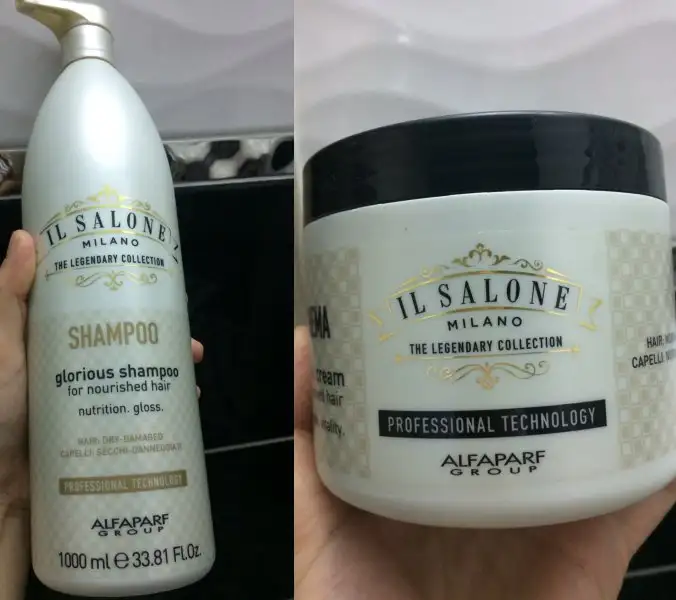 IL SALONE
MILANO
THE LEGENDARY COLLECTION
SHAMPOO
glorious shampoo
for nourished hair
nutrition. gloss.
HAIR: DRY-DAMAGED
CAPELLI: SECCHI-DANNEGGIATI
PROFESSIONAL TECHNOLOGY
ALFAPARF
GROUP
1000 ml e 33.81 Fl.Oz.
IL SALONE
MILANO
THE LEGENDARY COLLECTION
PROFESSIONAL TECHNOLOGY
ALFAPARF
GROUP
EMA
cream
hair
vitality.
HAIR:
CAPELLI: